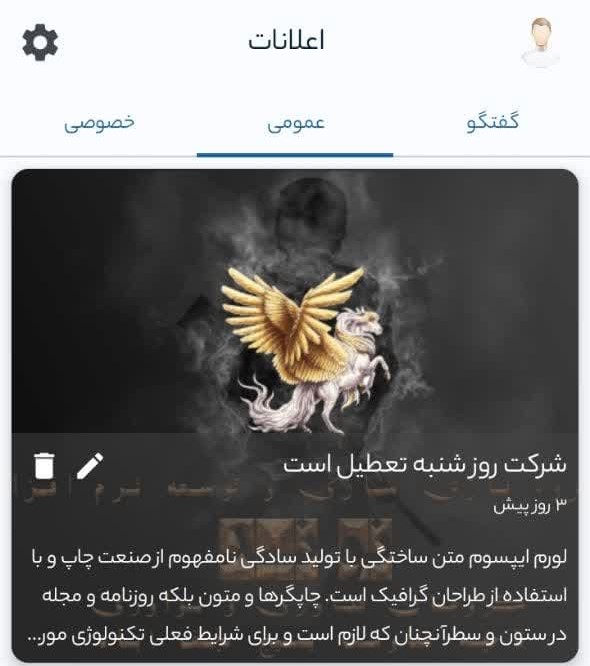 اعلانات
گفتگو
عمومی
خصوصی
شرکت روز شنبه تعطیل است
۳ روز پیش
لورم ایپسوم متن ساختگی با تولید سادگی نامفهوم از صنعت چاپ و با
استفاده از طراحان گرافیک است. چاپگرها و متون بلکه روزنامه و مجله
در ستون و سطرآنچنان که لازم است و برای شرایط فعلی تکنولوژی مور...